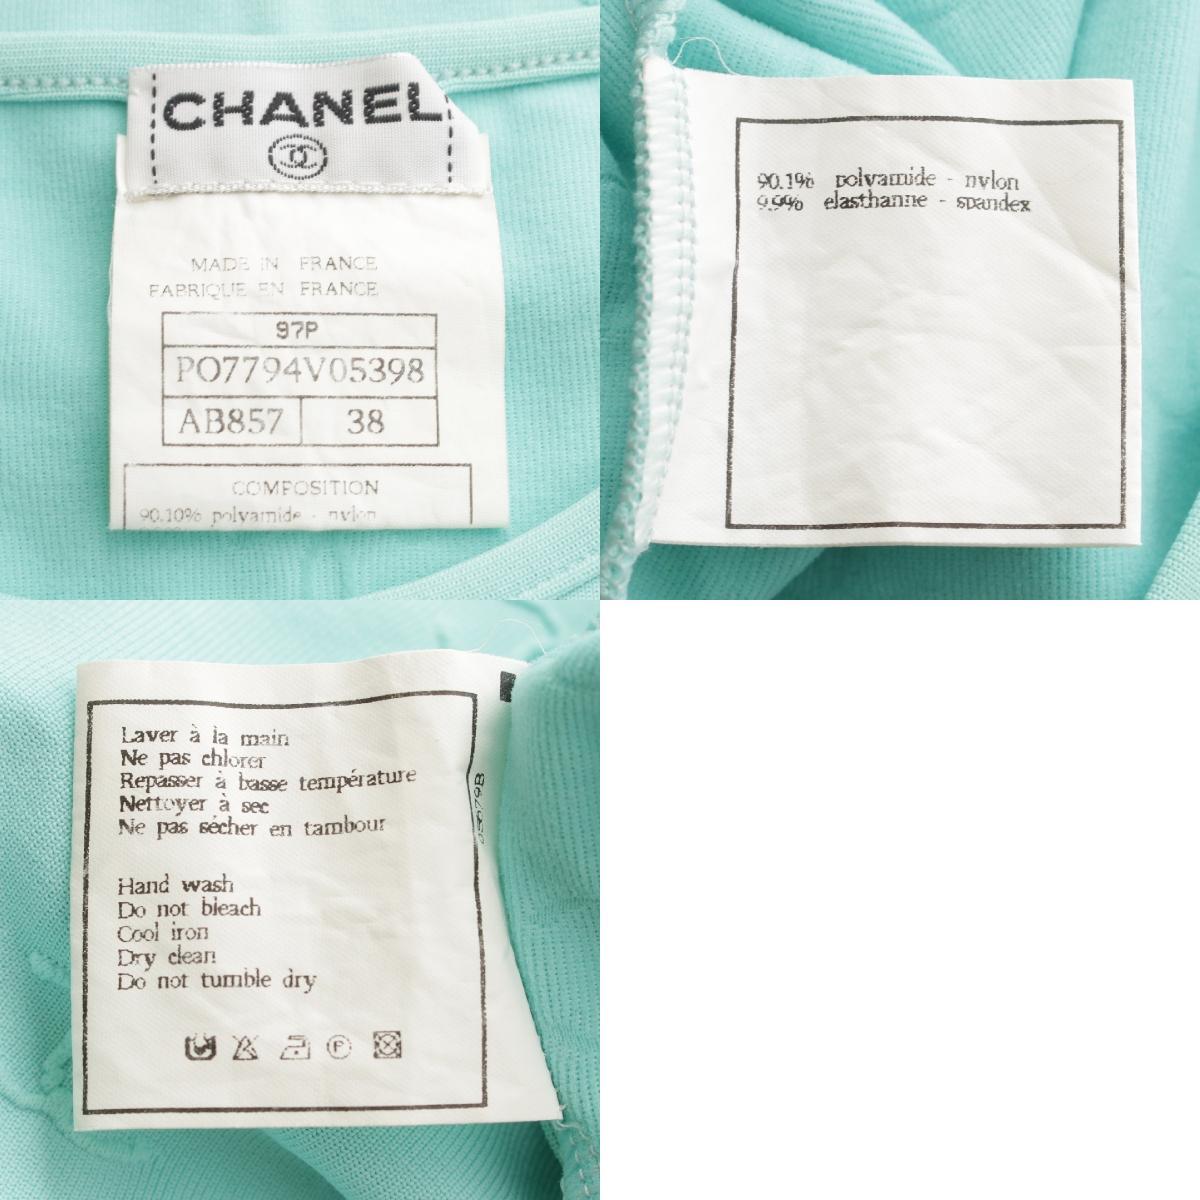 CHANEL
MADE IN FRANCE
FABRIQUE EN FRANCE
97P
PO7794V05398
AB857 38
COMPOSITION
90.10% polyamide - nylon
90.1% polyamide - nylon
9.9% elasthanne - spandex
Laver à la main
Ne pas chlorer
Repasser à basse température
Nettoyer à sec
Ne pas sécher en tambour
Hand wash
Do not bleach
Cool iron
Dry clean
Do not tumble dry
F